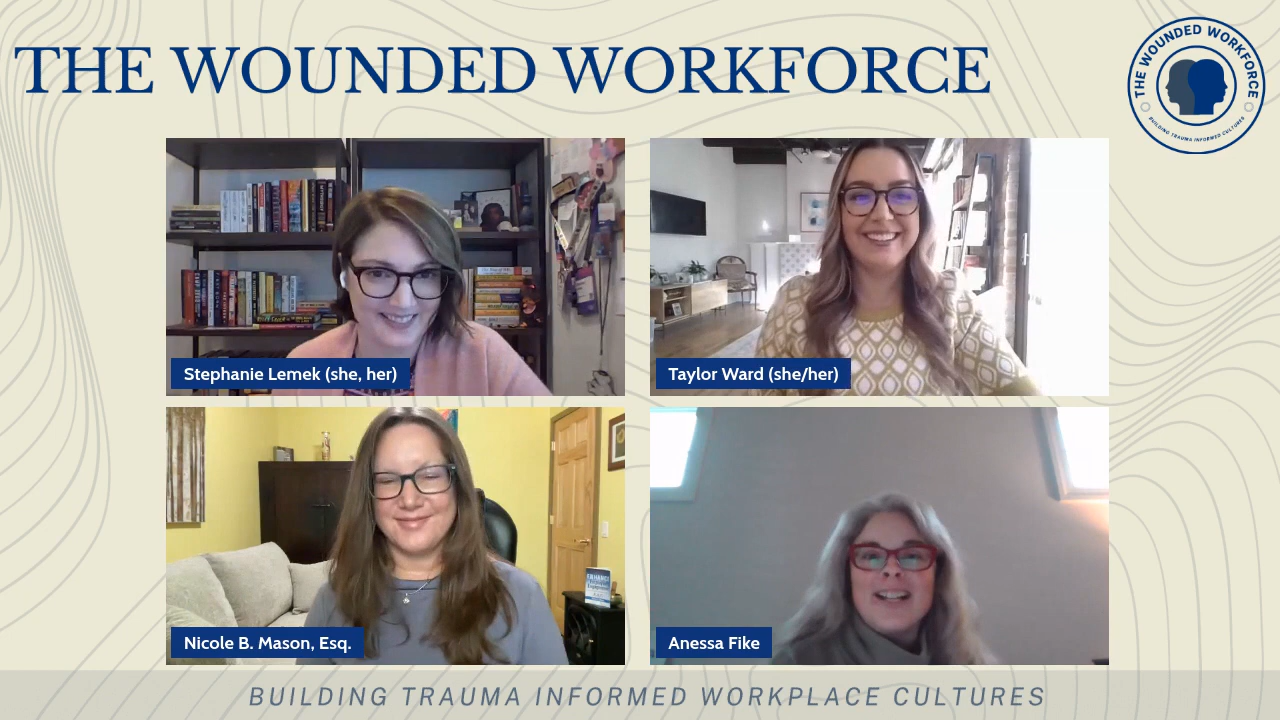 THE WOUNDED WORKFORCE
THE WOUNDED WORKFORCE
BUILDING TRAUMA INFORMED CULTURES
Stephanie Lemek (she, her)
Taylor Ward (she/her)
Nicole B. Mason, Esq.
Anessa Fike
BUILDING TRAUMA INFORMED WORKPLACE CULTURES